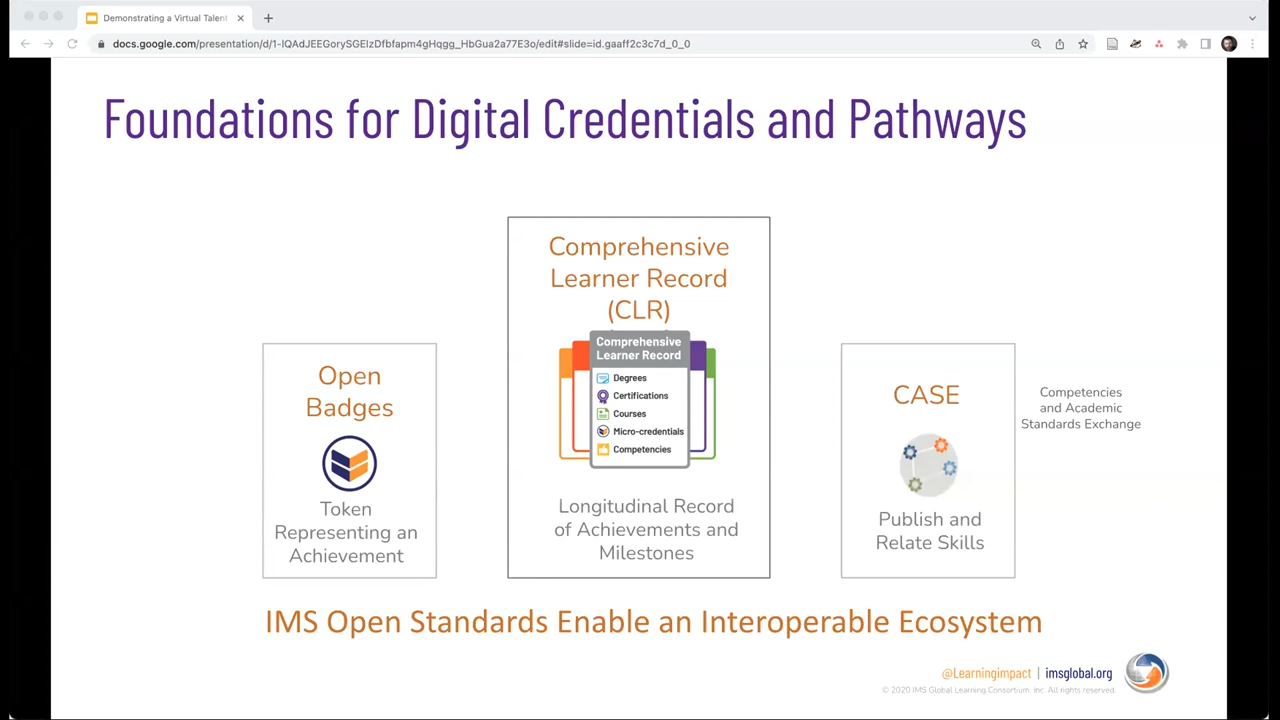 Demonstrating a Virtual Talent
docs.google.com/presentation/d/1-IQAdJEEGorySGEIzDfbfapm4gHqgg_HbGua2a77E3o/edit#slide=id.gaaff2c3c7d_0_0
Foundations for Digital Credentials and Pathways
Open
Badges
Token
Representing an
Achievement
Comprehensive
Learner Record
(CLR)
Comprehensive
Learner Record
Degrees
Certifications
Courses
Micro-credentials
Competencies
Longitudinal Record
of Achievements and
Milestones
CASE
Publish and
Relate Skills
Competencies
and Academic
Standards Exchange
IMS Open Standards Enable an Interoperable Ecosystem
@Learningimpact | imsglobal.org
© 2020 IMS Global Learning Consortium, Inc. All rights reserved.